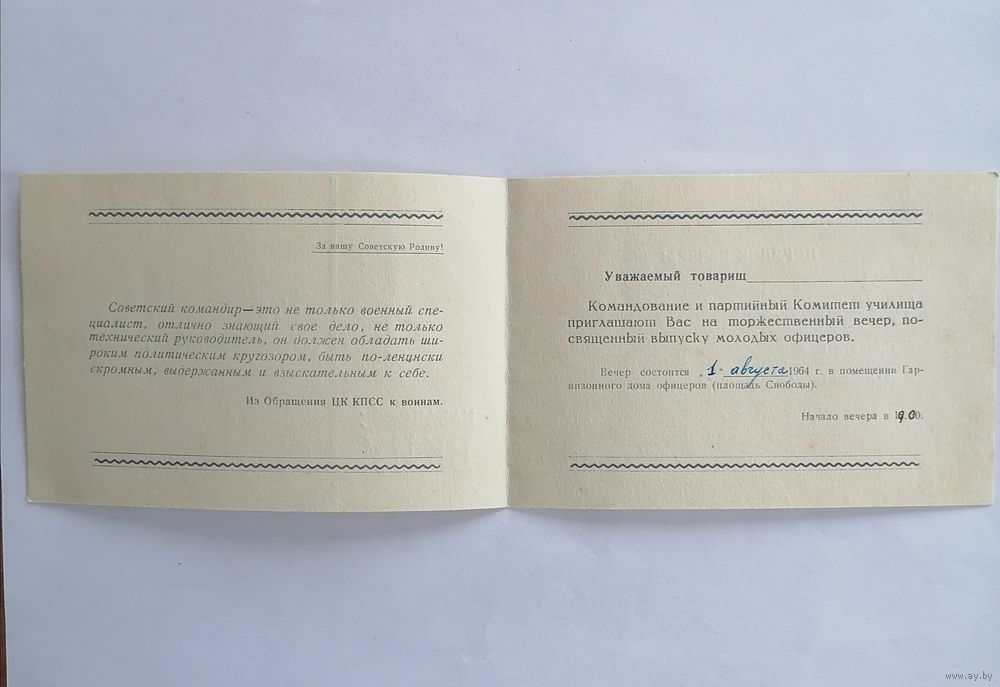 За нашу Советскую Родину!
Советский командир—это не только военный спе-
циалист, отлично знающий свое дело, не только
технический руководитель, он должен обладать ши-
роким политическим кругозором, быть по-ленински
скромным, выдержанным и взыскательным к себе.
Из Обращения ЦК КПСС к воинам.
Уважаемый товарищ
Командование и партийный Комитет училища
приглашают Вас на торжественный вечер, по-
священный выпуску молодых офицеров.
Вечер состоится „1" августа 1964 г. в помещении Гар-
низонного дома офицеров (площадь Свободы).
Начало вечера в
www.ay.by